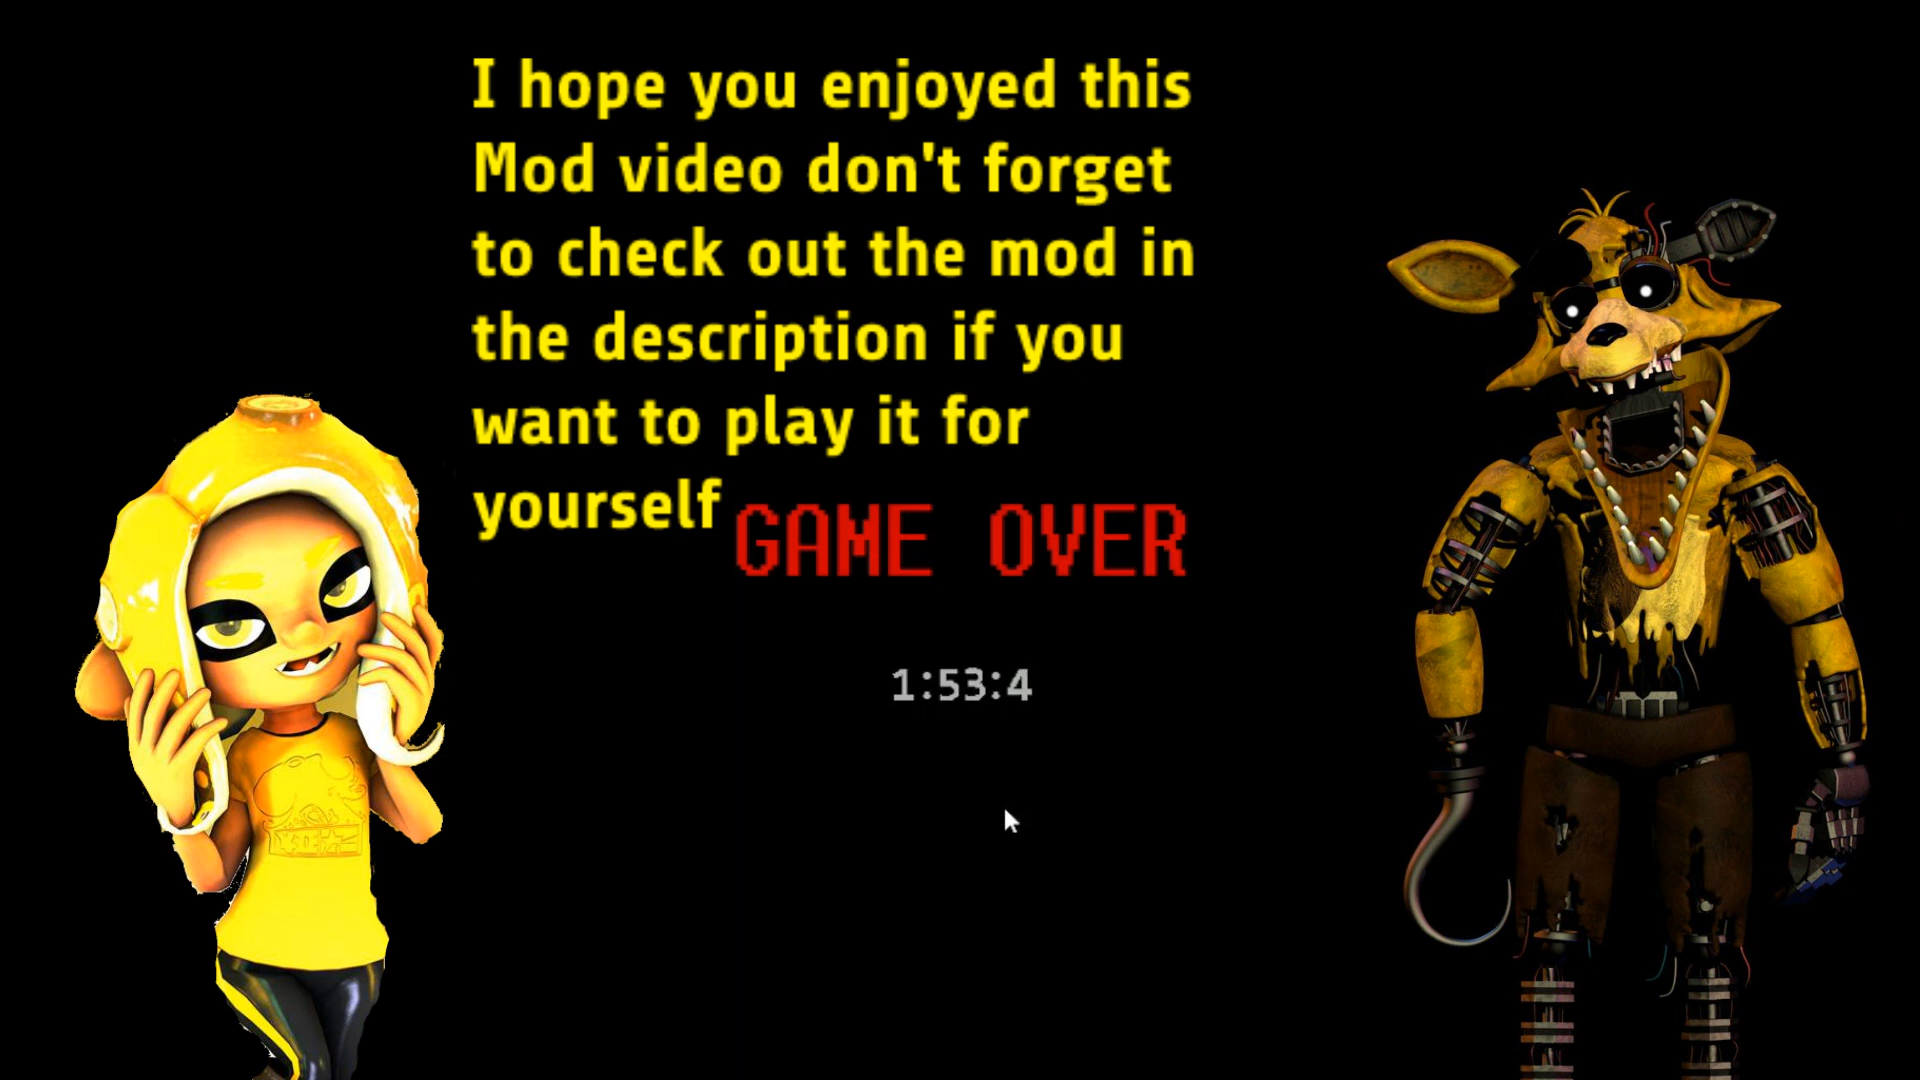 I hope you enjoyed this
Mod video don't forget
to check out the mod in
the description if you
want to play it for
yourself
GAME OVER
1:53:4